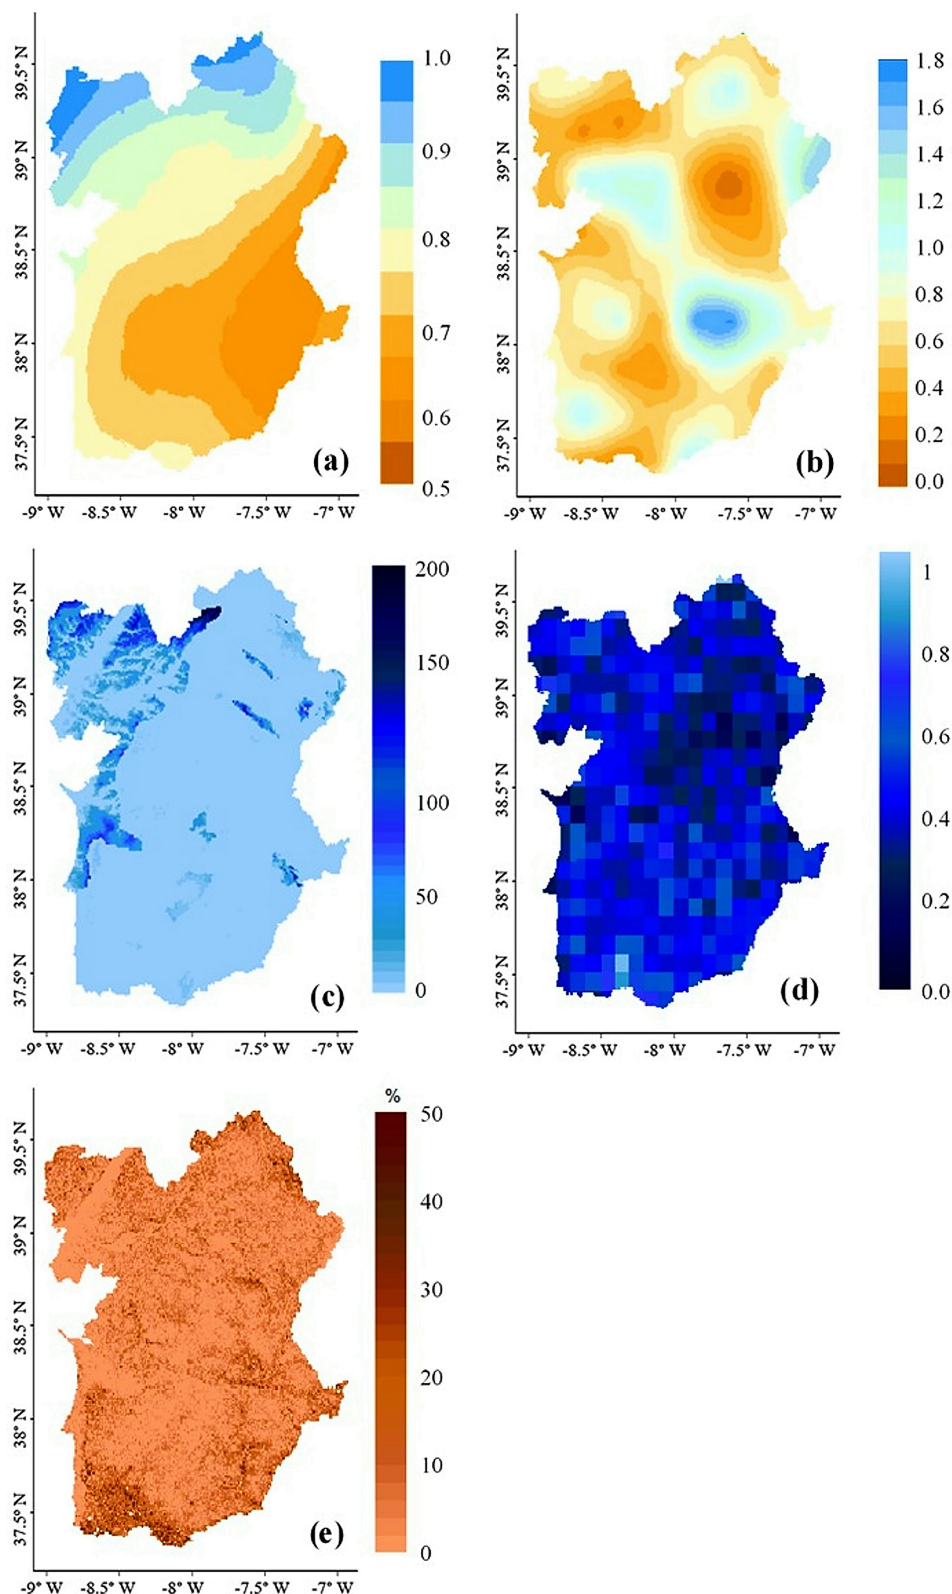 39.5° N
39° N
38.5° N
38° N
37.5° N
-9° W
-8.5° W
-8° W
-7.5° W
-7° W
(a)
1.0
0.9
0.8
0.7
0.6
0.5
39.5° N
39° N
38.5° N
38° N
37.5° N
-9° W
-8.5° W
-8° W
-7.5° W
-7° W
(b)
1.8
1.6
1.4
1.2
1.0
0.8
0.6
0.4
0.2
0.0
39.5° N
39° N
38.5° N
38° N
37.5° N
-9° W
-8.5° W
-8° W
-7.5° W
-7° W
(c)
200
150
100
50
0
39.5° N
39° N
38.5° N
38° N
37.5° N
-9° W
-8.5° W
-8° W
-7.5° W
-7° W
(d)
1
0.8
0.6
0.4
0.2
0.0
39.5° N
39° N
38.5° N
38° N
37.5° N
-9° W
-8.5° W
-8° W
-7.5° W
-7° W
(e)
%
50
40
30
20
10
0